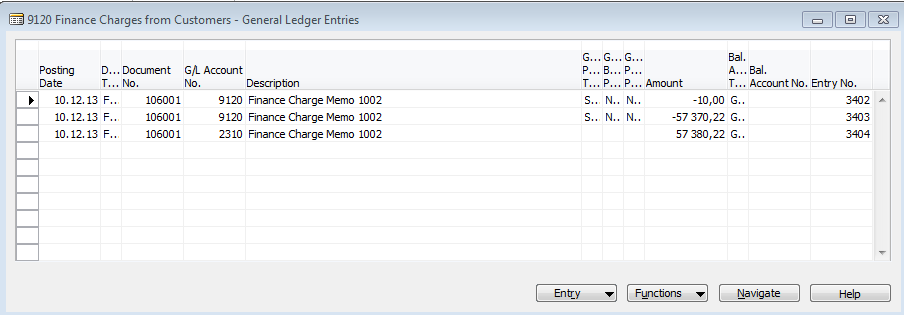 9120 Finance Charges from Customers - General Ledger Entries
G... G... G... Bal.
Posting D... Document G/L Account P... B... P... A... Bal.
Date T... No. No. Description T... P... P... Amount T... Account No. Entry No.
10.12.13 F... 106001 9120 Finance Charge Memo 1002 S... N... N... -10,00 G... 3402
10.12.13 F... 106001 9120 Finance Charge Memo 1002 S... N... N... -57 370,22 G... 3403
10.12.13 F... 106001 2310 Finance Charge Memo 1002 57 380,22 G... 3404
Entry Functions Navigate Help